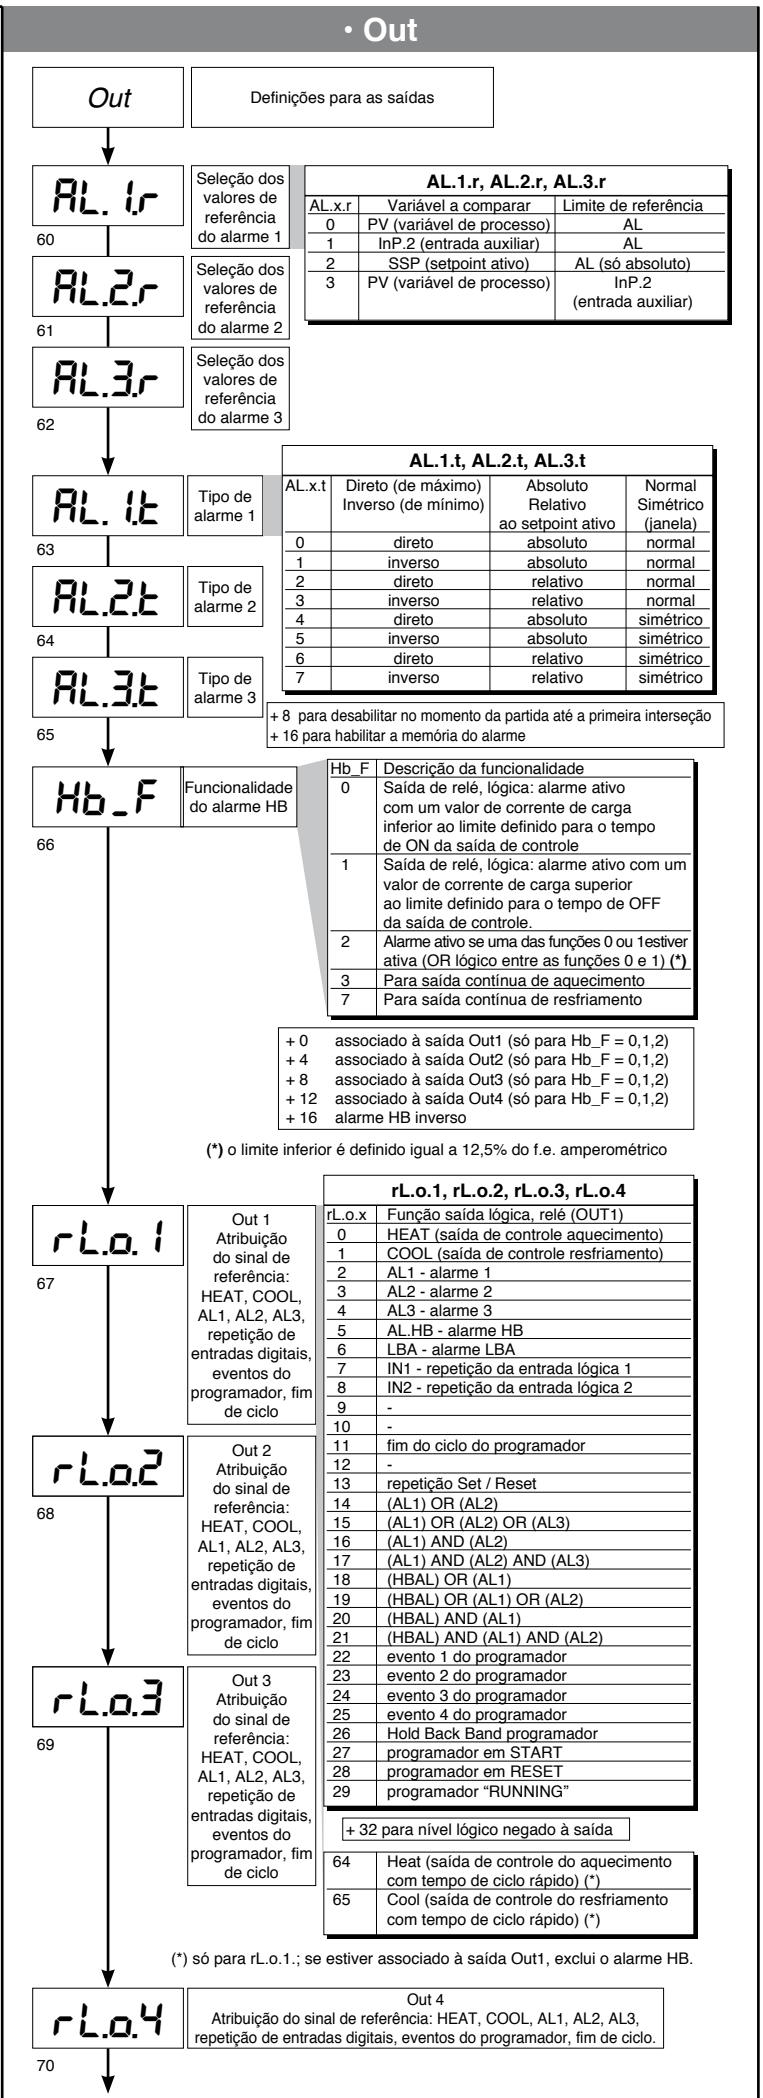 • Out
Out
Definições para as saídas
AL.1.r
60
Seleção dos
valores de
referência
do alarme 1
AL.1.r, AL.2.r, AL.3.r
AL.x.r Variável a comparar Limite de referência
0 PV (variável de processo) AL
1 InP.2 (entrada auxiliar) AL
2 SSP (setpoint ativo) AL (só absoluto)
3 PV (variável de processo) InP.2
(entrada auxiliar)
AL.2.r
61
Seleção dos
valores de
referência
do alarme 2
AL.3.r
62
Seleção dos
valores de
referência
do alarme 3
AL.1.t
63
Tipo de
alarme 1
AL.1.t, AL.2.t, AL.3.t
AL.x.t Direto (de máximo) Absoluto Normal
Inverso (de mínimo) Relativo Simétrico
ao setpoint ativo (janela)
0 direto absoluto normal
1 inverso absoluto normal
2 direto relativo normal
3 inverso relativo normal
4 direto absoluto simétrico
5 inverso absoluto simétrico
6 direto relativo simétrico
7 inverso relativo simétrico
AL.2.t
64
Tipo de
alarme 2
AL.3.t
65
Tipo de
alarme 3
+ 8 para desabilitar no momento da partida até a primeira interseção
+ 16 para habilitar a memória do alarme
Hb_F
66
Funcionalidade
do alarme HB
Hb_F Descrição da funcionalidade
0 Saída de relé, lógica: alarme ativo
com um valor de corrente de carga
inferior ao limite definido para o tempo
de ON da saída de controle
1 Saída de relé, lógica: alarme ativo com um
valor de corrente de carga superior
ao limite definido para o tempo de OFF
da saída de controle.
2 Alarme ativo se uma das funções 0 ou 1estiver
ativa (OR lógico entre as funções 0 e 1) (*)
3 Para saída contínua de aquecimento
7 Para saída contínua de resfriamento
+ 0 associado à saída Out1 (só para Hb_F = 0,1,2)
+ 4 associado à saída Out2 (só para Hb_F = 0,1,2)
+ 8 associado à saída Out3 (só para Hb_F = 0,1,2)
+ 12 associado à saída Out4 (só para Hb_F = 0,1,2)
+ 16 alarme HB inverso
(*) o limite inferior é definido igual a 12,5% do f.e. amperométrico
rL.o.1
67
Out 1
Atribuição
do sinal de
referência:
HEAT, COOL,
AL1, AL2, AL3,
repetição de
entradas digitais,
eventos do
programador, fim
de ciclo
rL.o.1, rL.o.2, rL.o.3, rL.o.4
rL.o.x Função saída lógica, relé (OUT1)
0 HEAT (saída de controle aquecimento)
1 COOL (saída de controle resfriamento)
2 AL1 - alarme 1
3 AL2 - alarme 2
4 AL3 - alarme 3
5 AL.HB - alarme HB
6 LBA - alarme LBA
7 IN1 - repetição da entrada lógica 1
8 IN2 - repetição da entrada lógica 2
9 -
10 -
11 fim do ciclo do programador
12 -
13 repetição Set / Reset
14 (AL1) OR (AL2)
15 (AL1) OR (AL2) OR (AL3)
16 (AL1) AND (AL2)
17 (AL1) AND (AL2) AND (AL3)
18 (HBAL) OR (AL1)
19 (HBAL) OR (AL1) OR (AL2)
20 (HBAL) AND (AL1)
21 (HBAL) AND (AL1) AND (AL2)
22 evento 1 do programador
23 evento 2 do programador
24 evento 3 do programador
25 evento 4 do programador
26 Hold Back Band programador
27 programador em START
28 programador em RESET
29 programador “RUNNING”
rL.o.2
68
Out 2
Atribuição
do sinal de
referência:
HEAT, COOL,
AL1, AL2, AL3,
repetição de
entradas digitais,
eventos do
programador, fim
de ciclo
rL.o.3
69
Out 3
Atribuição
do sinal de
referência:
HEAT, COOL,
AL1, AL2, AL3,
repetição de
entradas digitais,
eventos do
programador, fim
de ciclo
+ 32 para nível lógico negado à saída
64 Heat (saída de controle do aquecimento
com tempo de ciclo rápido) (*)
65 Cool (saída de controle do resfriamento
com tempo de ciclo rápido) (*)
(*) só para rL.o.1.; se estiver associado à saída Out1, exclui o alarme HB.
rL.o.4
70
Out 4
Atribuição do sinal de referência: HEAT, COOL, AL1, AL2, AL3,
repetição de entradas digitais, eventos do programador, fim de ciclo.